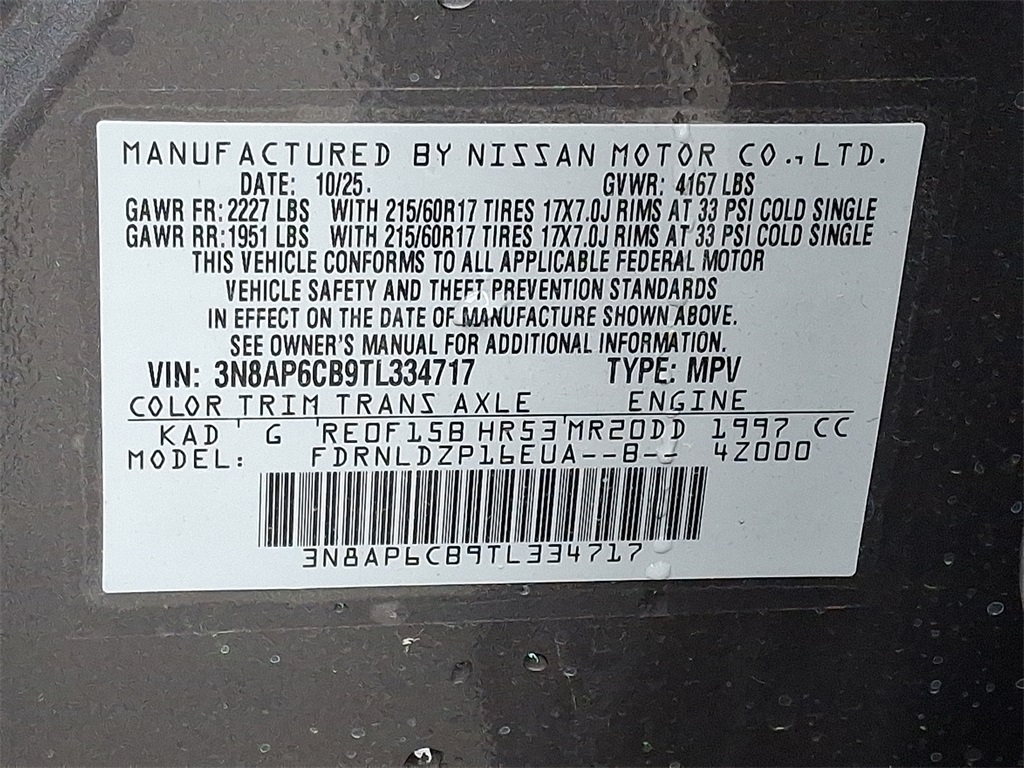 MANUFACTURED BY NISSAN MOTOR CO., LTD.
DATE: 10/25. GVWR: 4167 LBS
GAWR FR: 2227 LBS WITH 215/60R17 TIRES 17X7.0J RIMS AT 33 PSI COLD SINGLE
GAWR RR: 1951 LBS WITH 215/60R17 TIRES 17X7.0J RIMS AT 33 PSI COLD SINGLE
THIS VEHICLE CONFORMS TO ALL APPLICABLE FEDERAL MOTOR
VEHICLE SAFETY AND THEFT PREVENTION STANDARDS
IN EFFECT ON THE DATE OF MANUFACTURE SHOWN ABOVE.
SEE OWNER'S MANUAL FOR ADDITIONAL INFORMATION.
VIN: 3N8AP6CB9TL334717 TYPE: MPV
COLOR TRIM TRANS AXLE ENGINE
KAD G RE0F15B HR53 MR20DD 1997 CC
MODEL: FDRNLDZP16EUA--B-- 4Z000
3N8AP6CB9TL334717